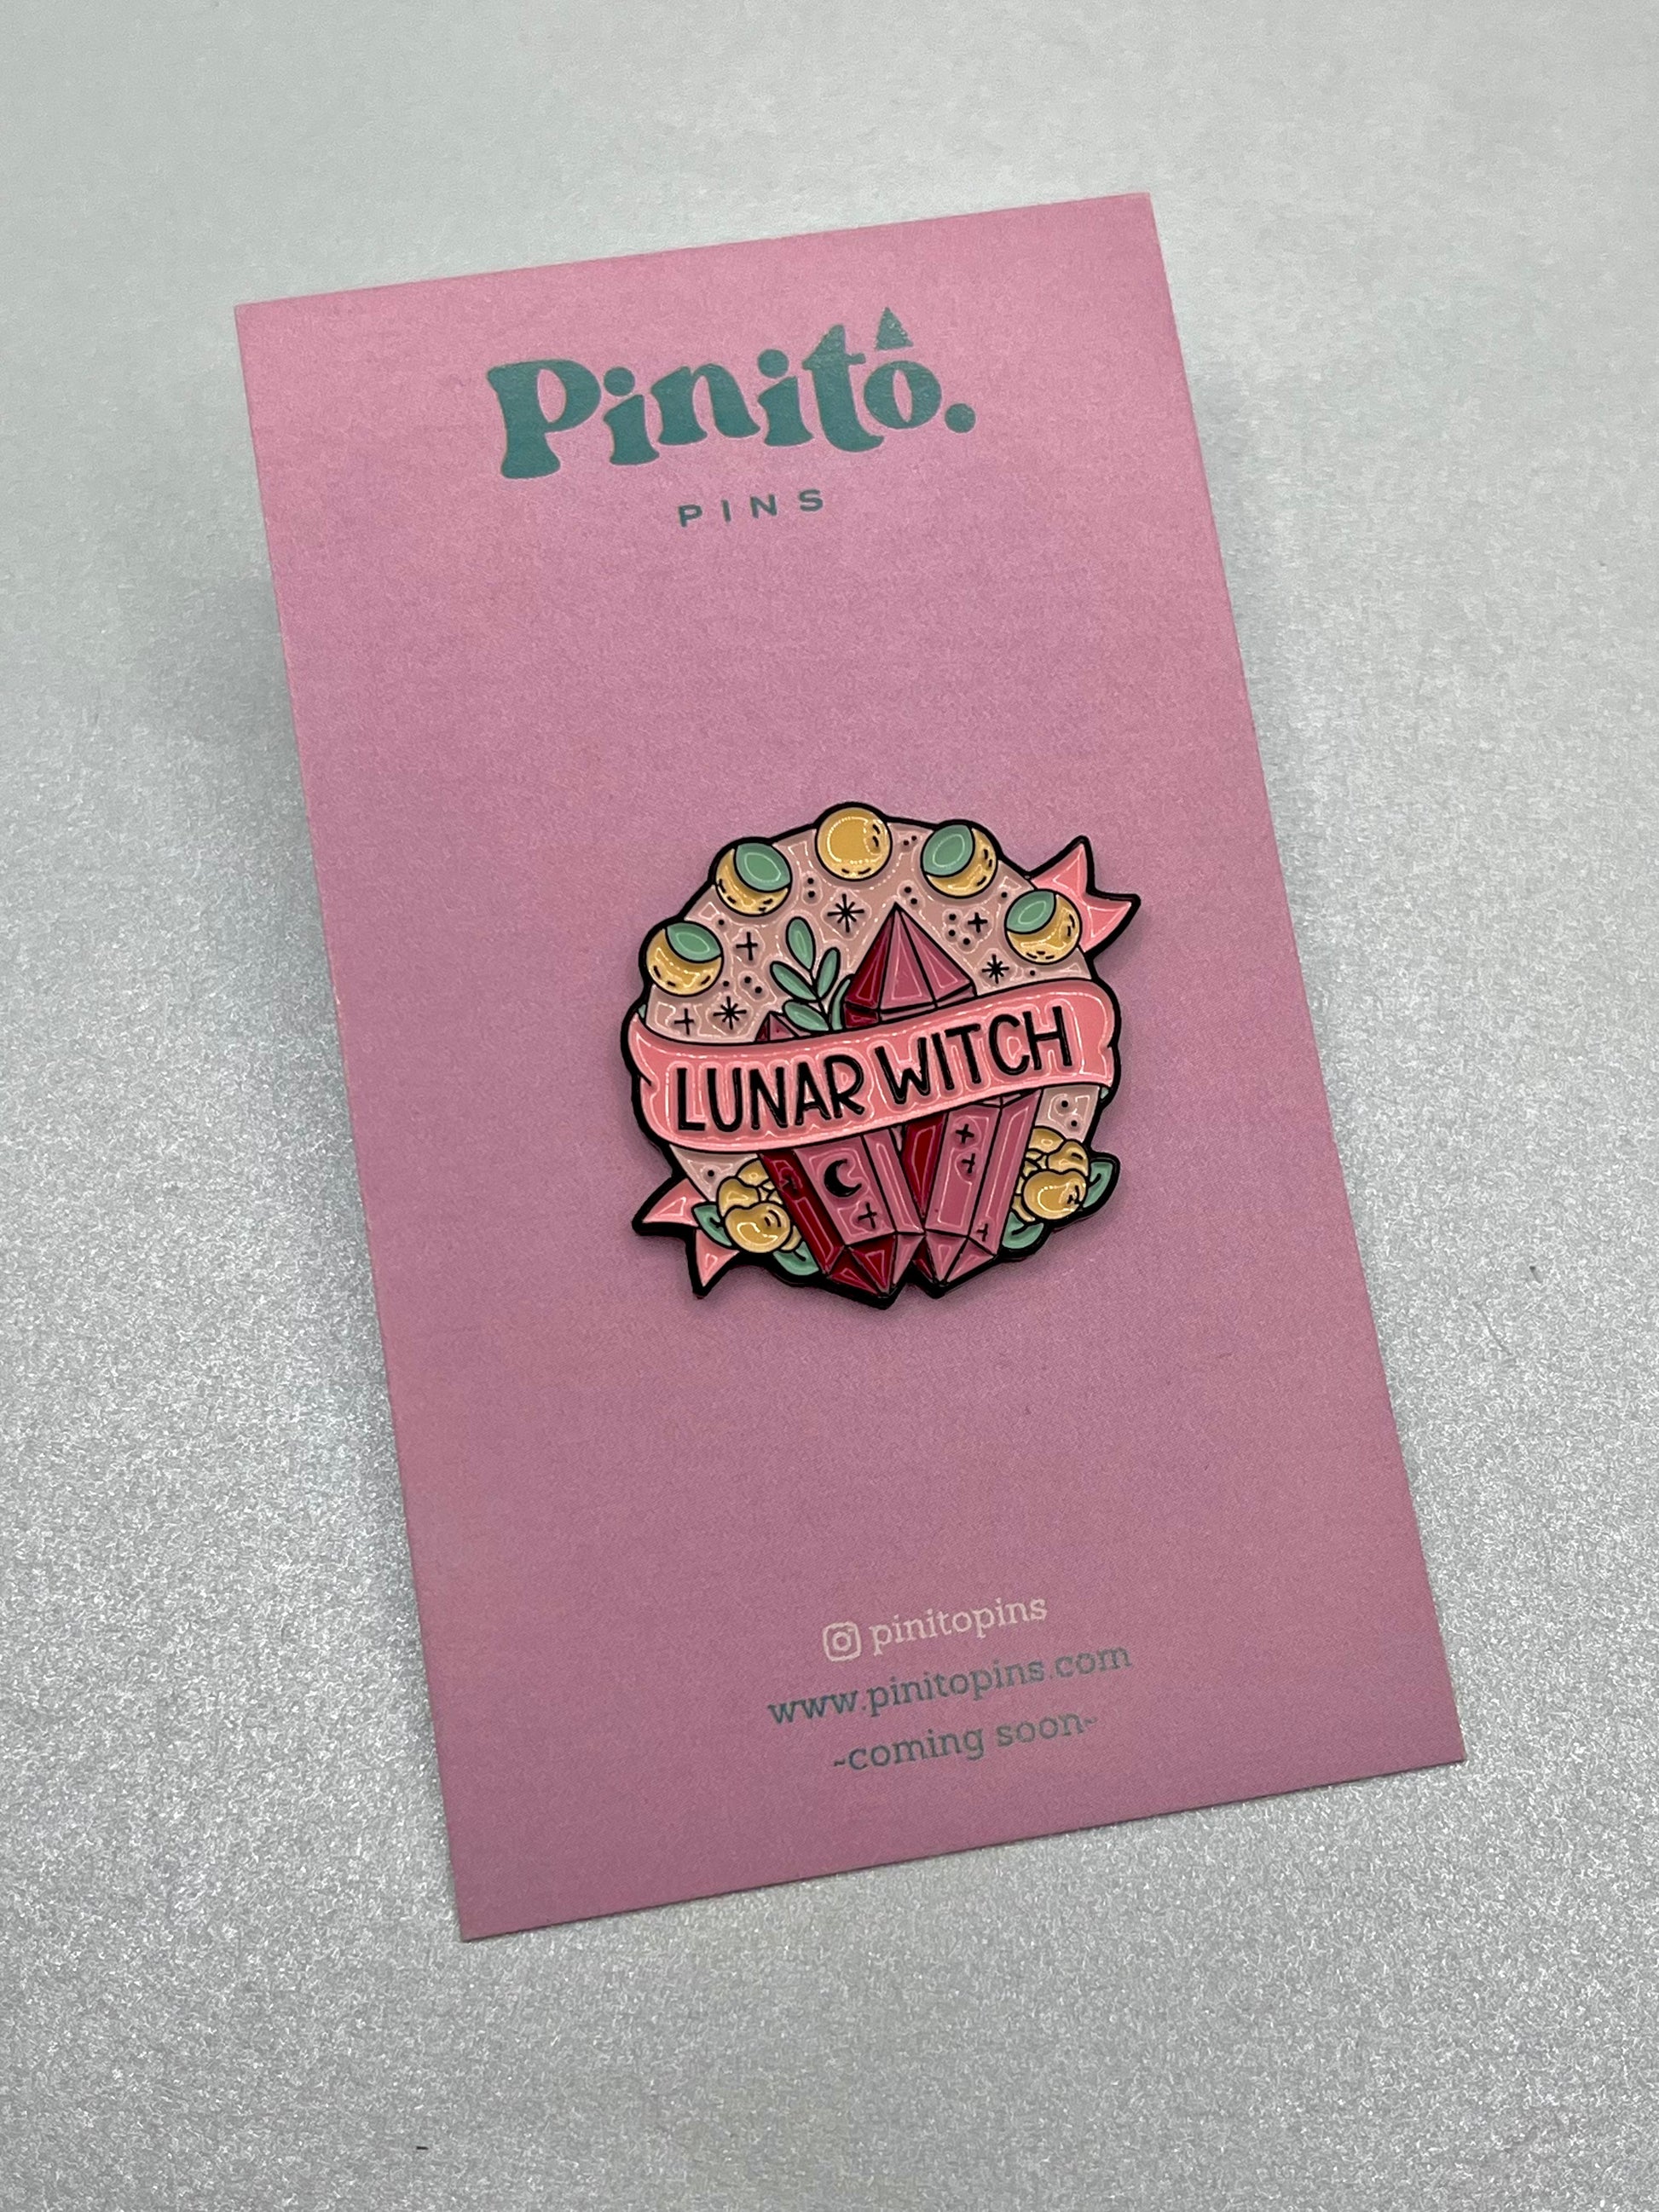 Pinito.
PINS
LUNAR WITCH
pinitopins
www.pinitopins.com
~coming soon~